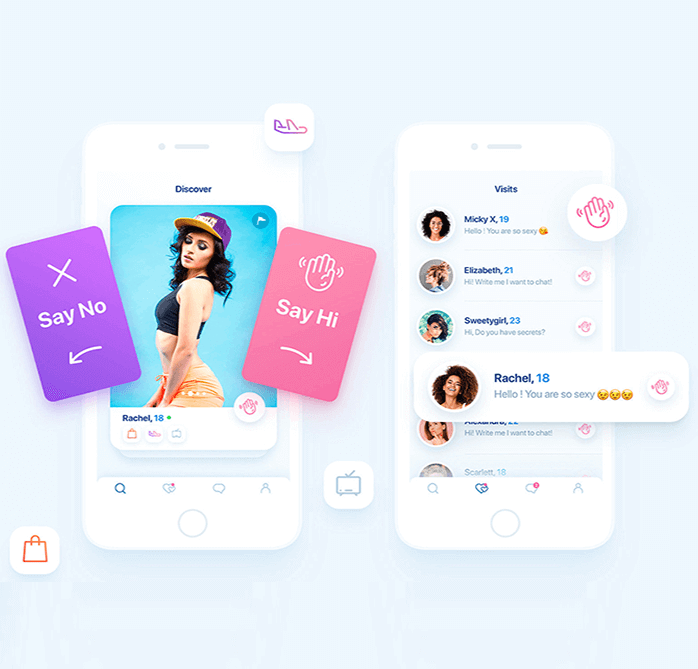 Discover
Say No
Say Hi
Rachel, 18
Visits
Micky X, 19
Hello ! You are so sexy 😘
Elizabeth, 21
Hi! Write me I want to chat!
Sweetygirl, 23
Hi, Do you have secrets?
Rachel, 18
Hello ! You are so sexy 😉😉😉
Alexandra, 22
Hi! Write me I want to chat!
Scarlett, 18